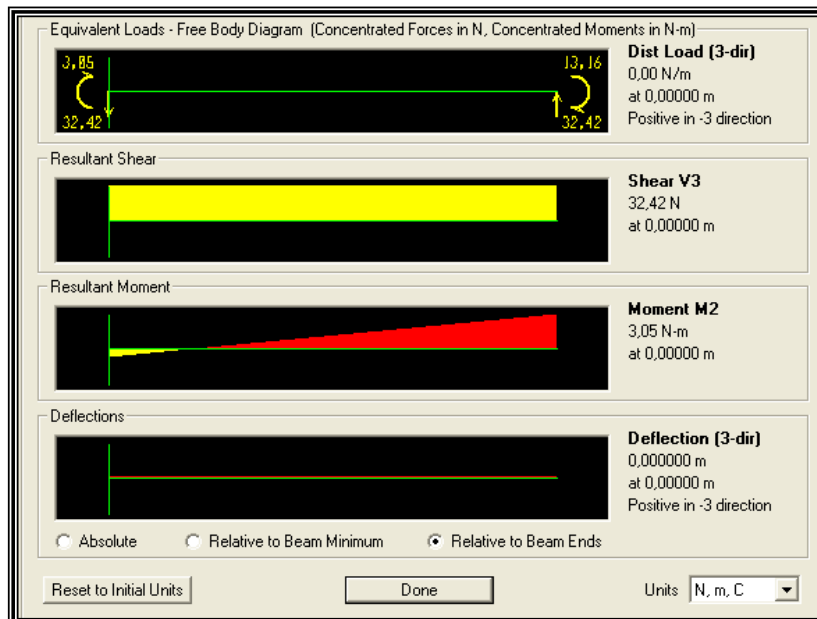 Equivalent Loads - Free Body Diagram (Concentrated Forces in N, Concentrated Moments in N-m)
3,05
13,16
32,42
32,42
Dist Load (3-dir)
0,00 N/m
at 0,00000 m
Positive in -3 direction
Resultant Shear
Shear V3
32,42 N
at 0,00000 m
Resultant Moment
Moment M2
3,05 N-m
at 0,00000 m
Deflections
Deflection (3-dir)
0,000000 m
at 0,00000 m
Positive in -3 direction
Absolute Relative to Beam Minimum Relative to Beam Ends
Reset to Initial Units Done Units N, m, C